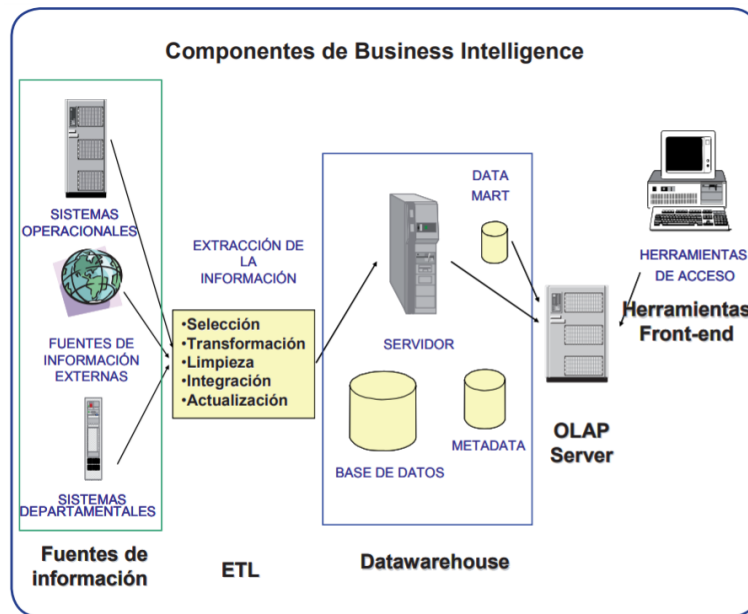 Componentes de Business Intelligence
SISTEMAS
OPERACIONALES
FUENTES DE
INFORMACIÓN
EXTERNAS
SISTEMAS
DEPARTAMENTALES
Fuentes de
información
EXTRACCIÓN DE
LA
INFORMACIÓN
•Selección
•Transformación
•Limpieza
•Integración
•Actualización
ETL
DATA
MART
SERVIDOR
BASE DE DATOS
METADATA
Datawarehouse
OLAP
Server
HERRAMIENTAS
DE ACCESO
Herramientas
Front-end